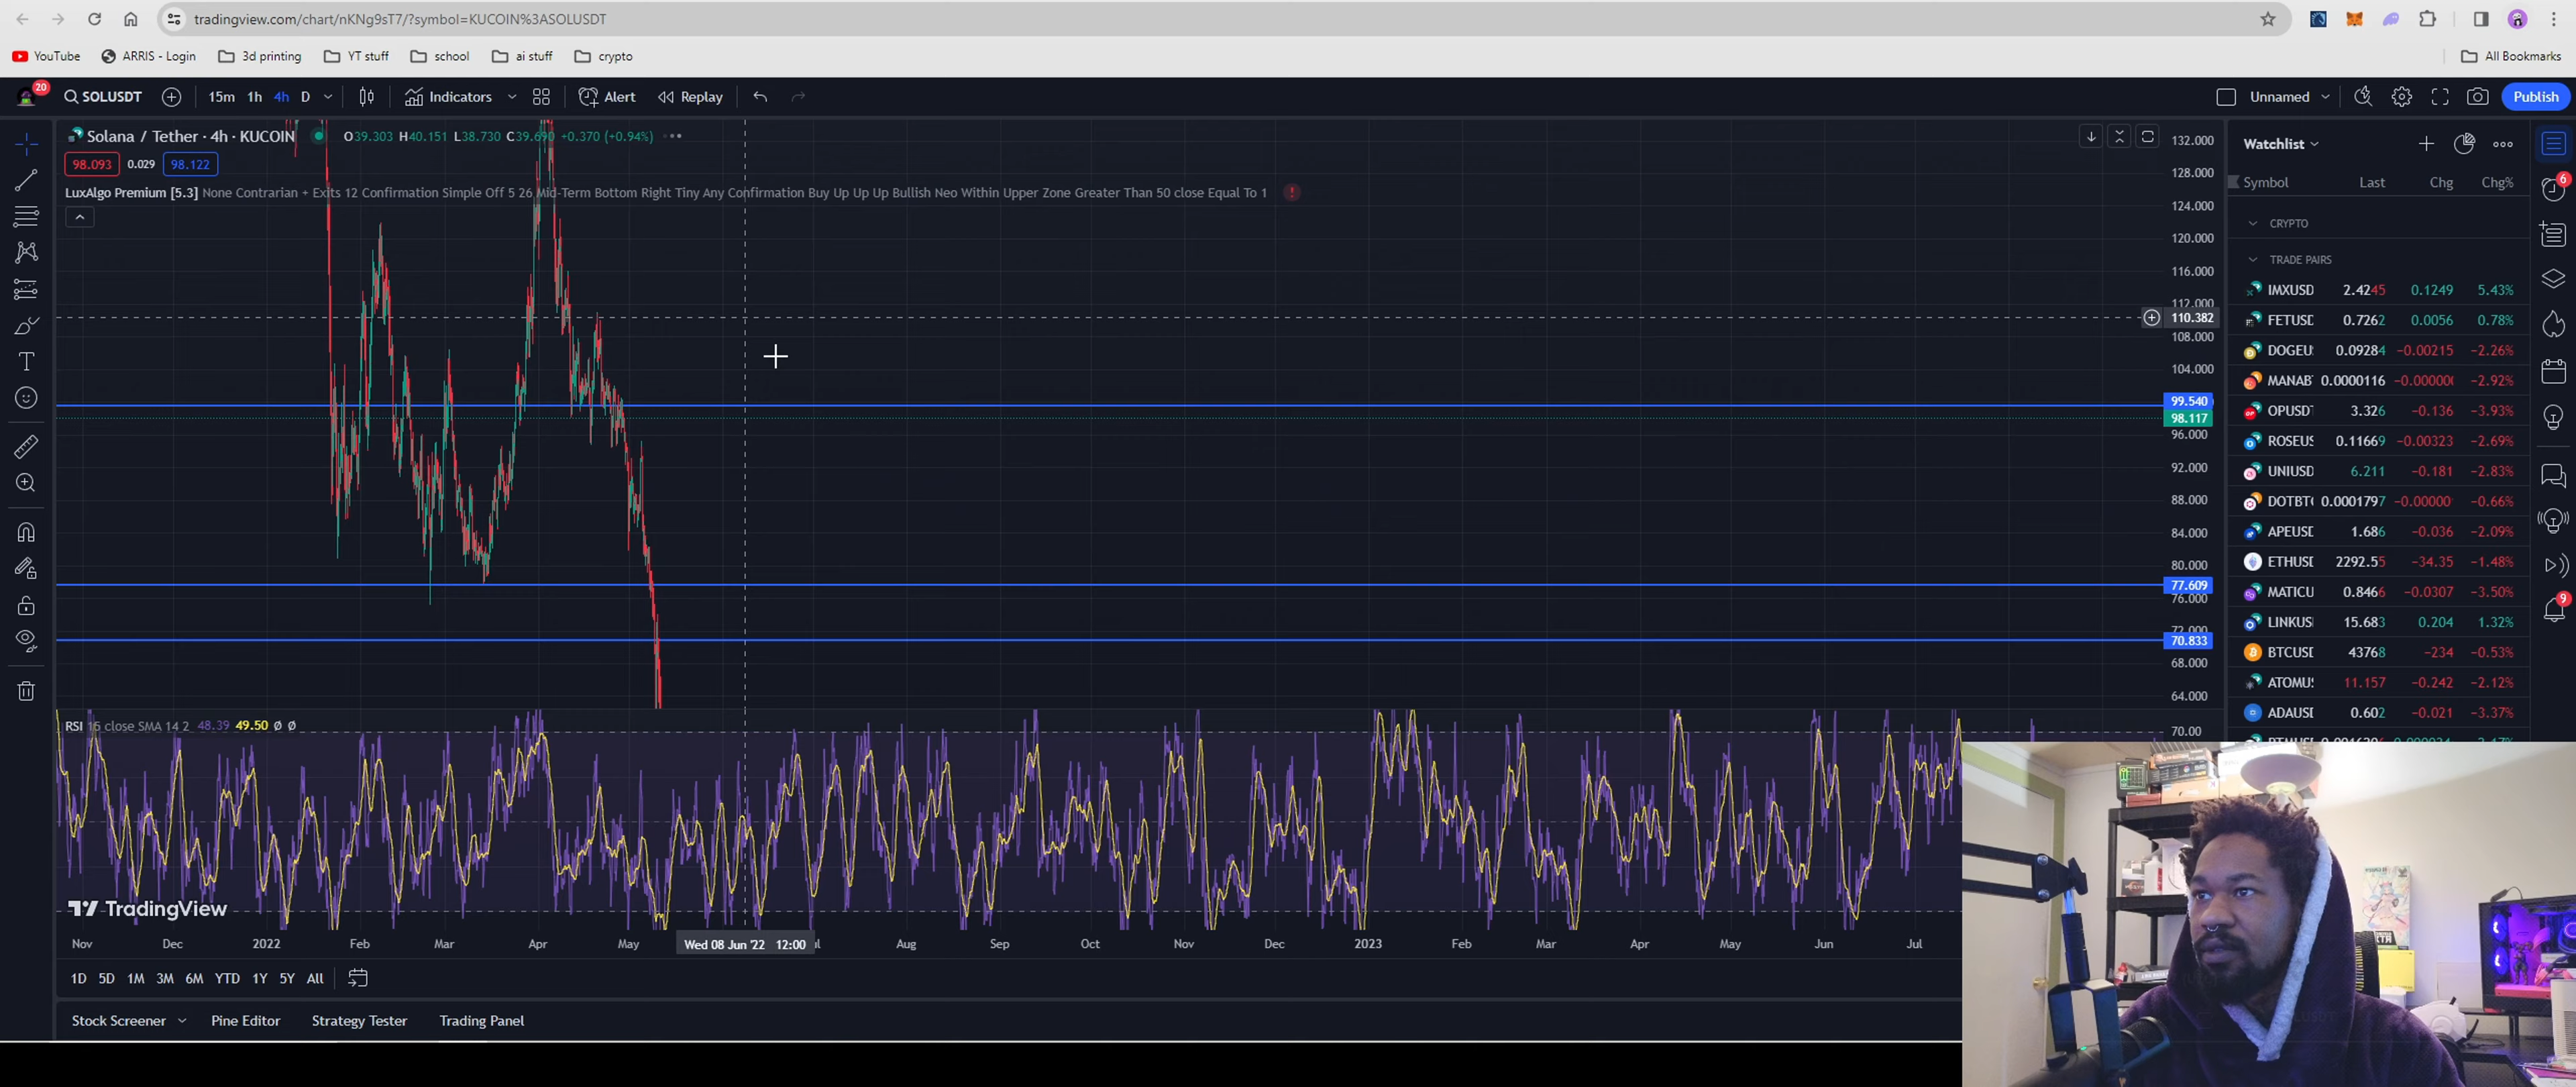 tradingview.com/chart/nKNg9sT7/?symbol=KUCOIN%3ASOLUSDT
YouTube ARRIS - Login 3d printing YT stuff school ai stuff crypto All Bookmarks
20 SOLUSDT 15m 1h 4h D Indicators Alert Replay Unnamed Publish
Solana / Tether · 4h · KUCOIN O39.303 H40.151 L38.730 C39.690 +0.370 (+0.94%)
98.093 0.029 98.122
LuxAlgo Premium [5.3] None Contrarian + Exits 12 Confirmation Simple Off 5 26 Mid-Term Bottom Right Tiny Any Confirmation Buy Up Up Up Bullish Neo Within Upper Zone Greater Than 50 close Equal To 1
132.000
128.000
124.000
120.000
116.000
112.000
110.382
108.000
104.000
99.540
98.117
96.000
92.000
88.000
84.000
80.000
77.609
76.000
72.000
70.833
68.000
64.000
Watchlist
Symbol Last Chg Chg%
CRYPTO
TRADE PAIRS
IMXUSD 2.4245 0.1249 5.43%
FETUSD 0.7262 0.0056 0.78%
DOGEU 0.09284 −0.00215 −2.26%
MANAB 0.0000116 −0.000000 −2.92%
OPUSD 3.326 −0.136 −3.93%
ROSEUS 0.11669 −0.00323 −2.69%
UNIUSD 6.211 −0.181 −2.83%
DOTBT 0.0001797 −0.00000 −0.66%
APEUSD 1.686 −0.036 −2.09%
ETHUSD 2292.55 −34.35 −1.48%
MATICU 0.8466 −0.0307 −3.50%
LINKUS 15.683 0.204 1.32%
BTCUSD 43768 −234 −0.53%
ATOMUS 11.157 −0.242 −2.12%
ADAUSD 0.602 −0.021 −3.37%
6
9
RSI 15 close SMA 14 2 48.39 49.50 Ø Ø
70.00
TradingView
Nov Dec 2022 Feb Mar Apr May Wed 08 Jun '22 12:00 Aug Sep Oct Nov Dec 2023 Feb Mar Apr May Jun Jul
1D 5D 1M 3M 6M YTD 1Y 5Y All
Stock Screener Pine Editor Strategy Tester Trading Panel